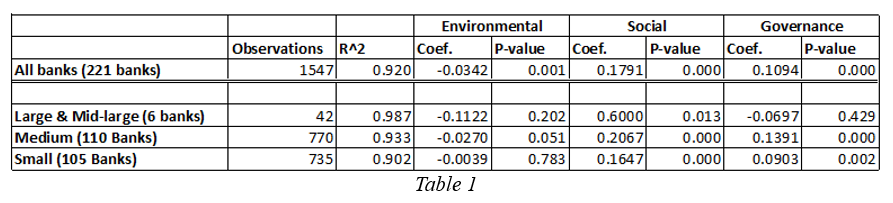 Environmental Social Governance
Observations R^2 Coef. P-value Coef. P-value Coef. P-value
All banks (221 banks) 1547 0.920 -0.0342 0.001 0.1791 0.000 0.1094 0.000
Large & Mid-large (6 banks) 42 0.987 -0.1122 0.202 0.6000 0.013 -0.0697 0.429
Medium (110 Banks) 770 0.933 -0.0270 0.051 0.2067 0.000 0.1391 0.000
Small (105 Banks) 735 0.902 -0.0039 0.783 0.1647 0.000 0.0903 0.002
Table 1